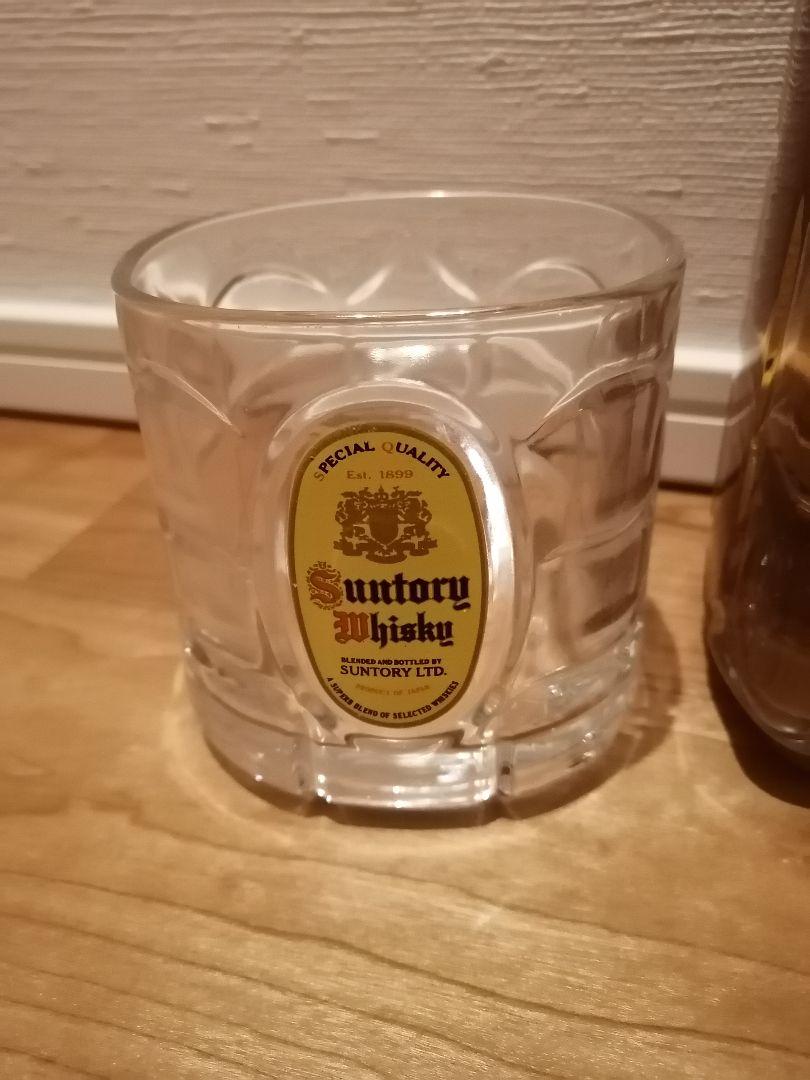 SPECIAL QUALITY
Est. 1899
Suntory
Whisky
BLENDED AND BOTTLED BY
SUNTORY LTD.
PRODUCT OF JAPAN
A SUPERB BLEND OF SELECTED WHISKIES